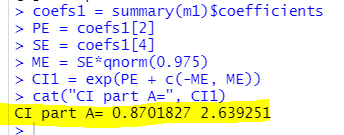 > coefs1 = summary(m1)$coefficients
> PE = coefs1[2]
> SE = coefs1[4]
> ME = SE*qnorm(0.975)
> CI1 = exp(PE + c(-ME, ME))
> cat("CI part A=", CI1)
CI part A= 0.8701827 2.639251
>